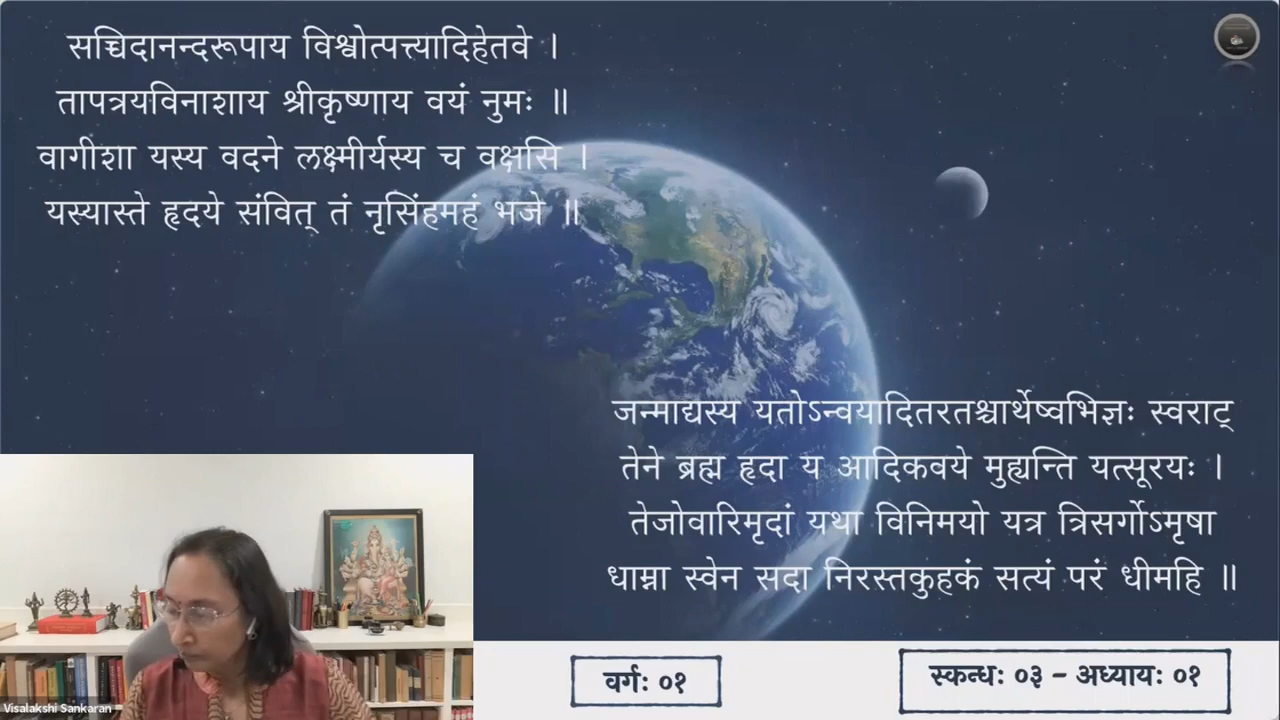 सच्चिदानन्दरूपाय विश्वोत्पत्त्यादिहेतवे ।
तापत्रयविनाशाय श्रीकृष्णाय वयं नुमः ॥
वागीशा यस्य वदने लक्ष्मीर्यस्य च वक्षसि ।
यस्यास्ते हृदये संवित् तं नृसिंहमहं भजे ॥
जन्माद्यस्य यतोऽन्वयादितरतश्चार्थेष्वभिज्ञः स्वराट्
तेने ब्रह्म हृदा य आदिकवये मुह्यन्ति यत्सूरयः ।
तेजोवारिमृदां यथा विनिमयो यत्र त्रिसर्गोऽमृषा
धाम्ना स्वेन सदा निरस्तकुहकं सत्यं परं धीमहि ॥
वर्गः ०१
स्कन्धः ०३ - अध्यायः ०१
Visalakshi Sankaran